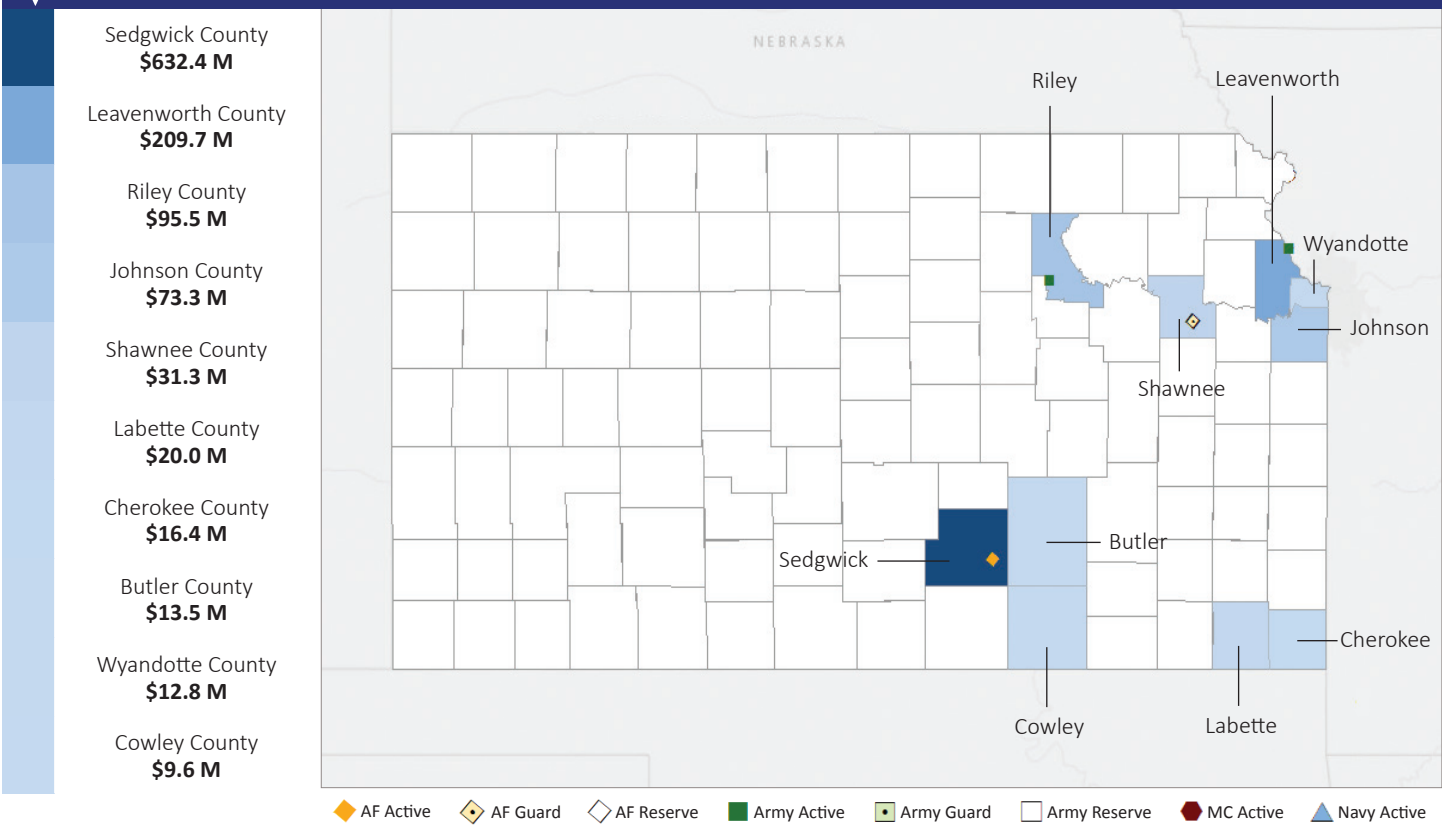 Sedgwick County
$632.4 M
Leavenworth County
$209.7 M
Riley County
$95.5 M
Johnson County
$73.3 M
Shawnee County
$31.3 M
Labette County
$20.0 M
Cherokee County
$16.4 M
Butler County
$13.5 M
Wyandotte County
$12.8 M
Cowley County
$9.6 M
NEBRASKA
Riley
Leavenworth
Wyandotte
Johnson
Shawnee
Sedgwick
Butler
Cherokee
Cowley
Labette
AF Active
AF Guard
AF Reserve
Army Active
Army Guard
Army Reserve
MC Active
Navy Active